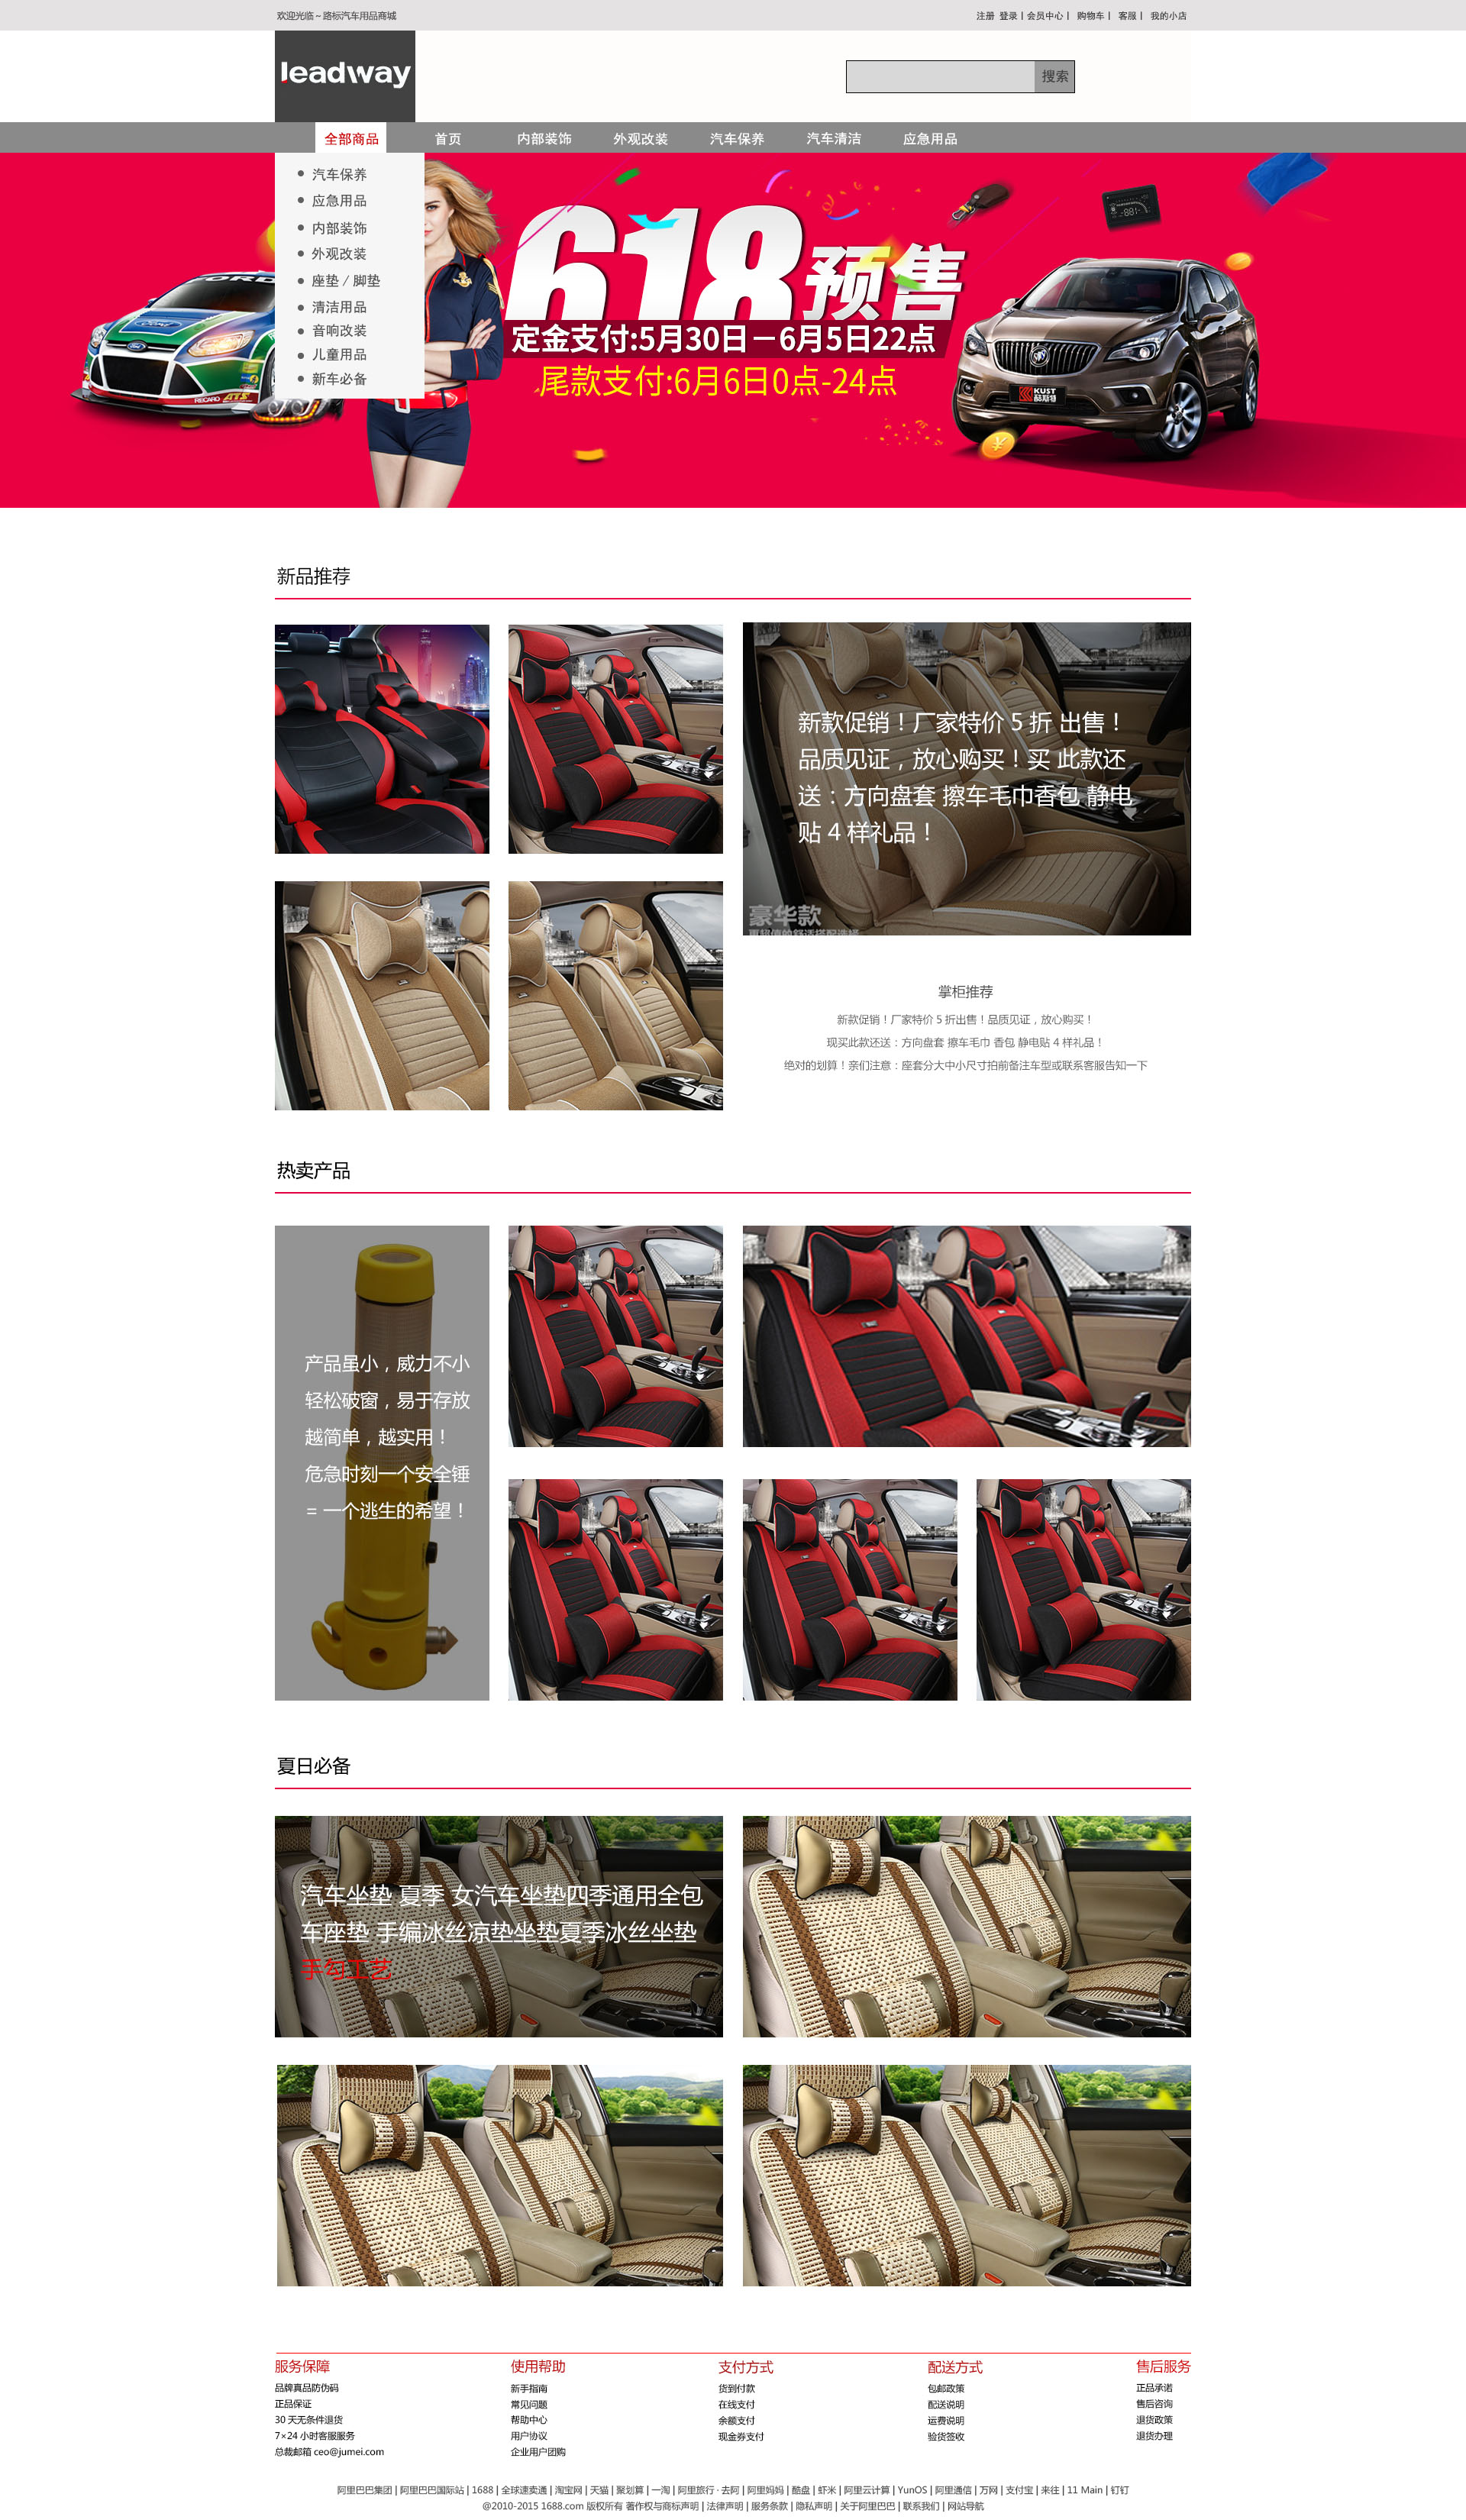 欢迎光临 ~ 路标汽车用品商城
注册 登录 | 会员中心 | 购物车 | 客服 | 我的小店
leadway
搜索
全部商品 首页 内部装饰 外观改装 汽车保养 汽车清洁 应急用品
• 汽车保养
• 应急用品
• 内部装饰
• 外观改装
• 座垫 / 脚垫
• 清洁用品
• 音响改装
• 儿童用品
• 新车必备
618预售
定金支付:5月30日－6月5日22点
尾款支付:6月6日0点-24点
Ford
RECARD ATS
KUST
酷斯特
新品推荐
新款促销！厂家特价 5 折 出售！
品质见证，放心购买！买 此款还
送：方向盘套 擦车毛巾香包 静电
贴 4 样礼品！
豪华款
更超值的舒适搭配选择
掌柜推荐
新款促销！厂家特价 5 折出售！品质见证，放心购买！
现买此款还送：方向盘套 擦车毛巾 香包 静电贴 4 样礼品！
绝对的划算！亲们注意：座套分大中小尺寸拍前备注车型或联系客服告知一下
热卖产品
产品虽小，威力不小
轻松破窗，易于存放
越简单，越实用！
危急时刻一个安全锤
= 一个逃生的希望！
夏日必备
汽车坐垫 夏季 女汽车坐垫四季通用全包
车座垫 手编冰丝凉垫坐垫夏季冰丝坐垫
手勾工艺
服务保障
品牌真品防伪码
正品保证
30 天无条件退货
7×24 小时客服服务
总裁邮箱 ceo@jumei.com
使用帮助
新手指南
常见问题
帮助中心
用户协议
企业用户团购
支付方式
货到付款
在线支付
余额支付
现金券支付
配送方式
包邮政策
配送说明
运费说明
验货签收
售后服务
正品承诺
售后咨询
退货政策
退货办理
阿里巴巴集团 | 阿里巴巴国际站 | 1688 | 全球速卖通 | 淘宝网 | 天猫 | 聚划算 | 一淘 | 阿里旅行 · 去阿 | 阿里妈妈 | 酷盘 | 虾米 | 阿里云计算 | YunOS | 阿里通信 | 万网 | 支付宝 | 来往 | 11 Main | 钉钉
@2010-2015 1688.com 版权所有 著作权与商标声明 | 法律声明 | 服务条款 | 隐私声明 | 关于阿里巴巴 | 联系我们 | 网站导航